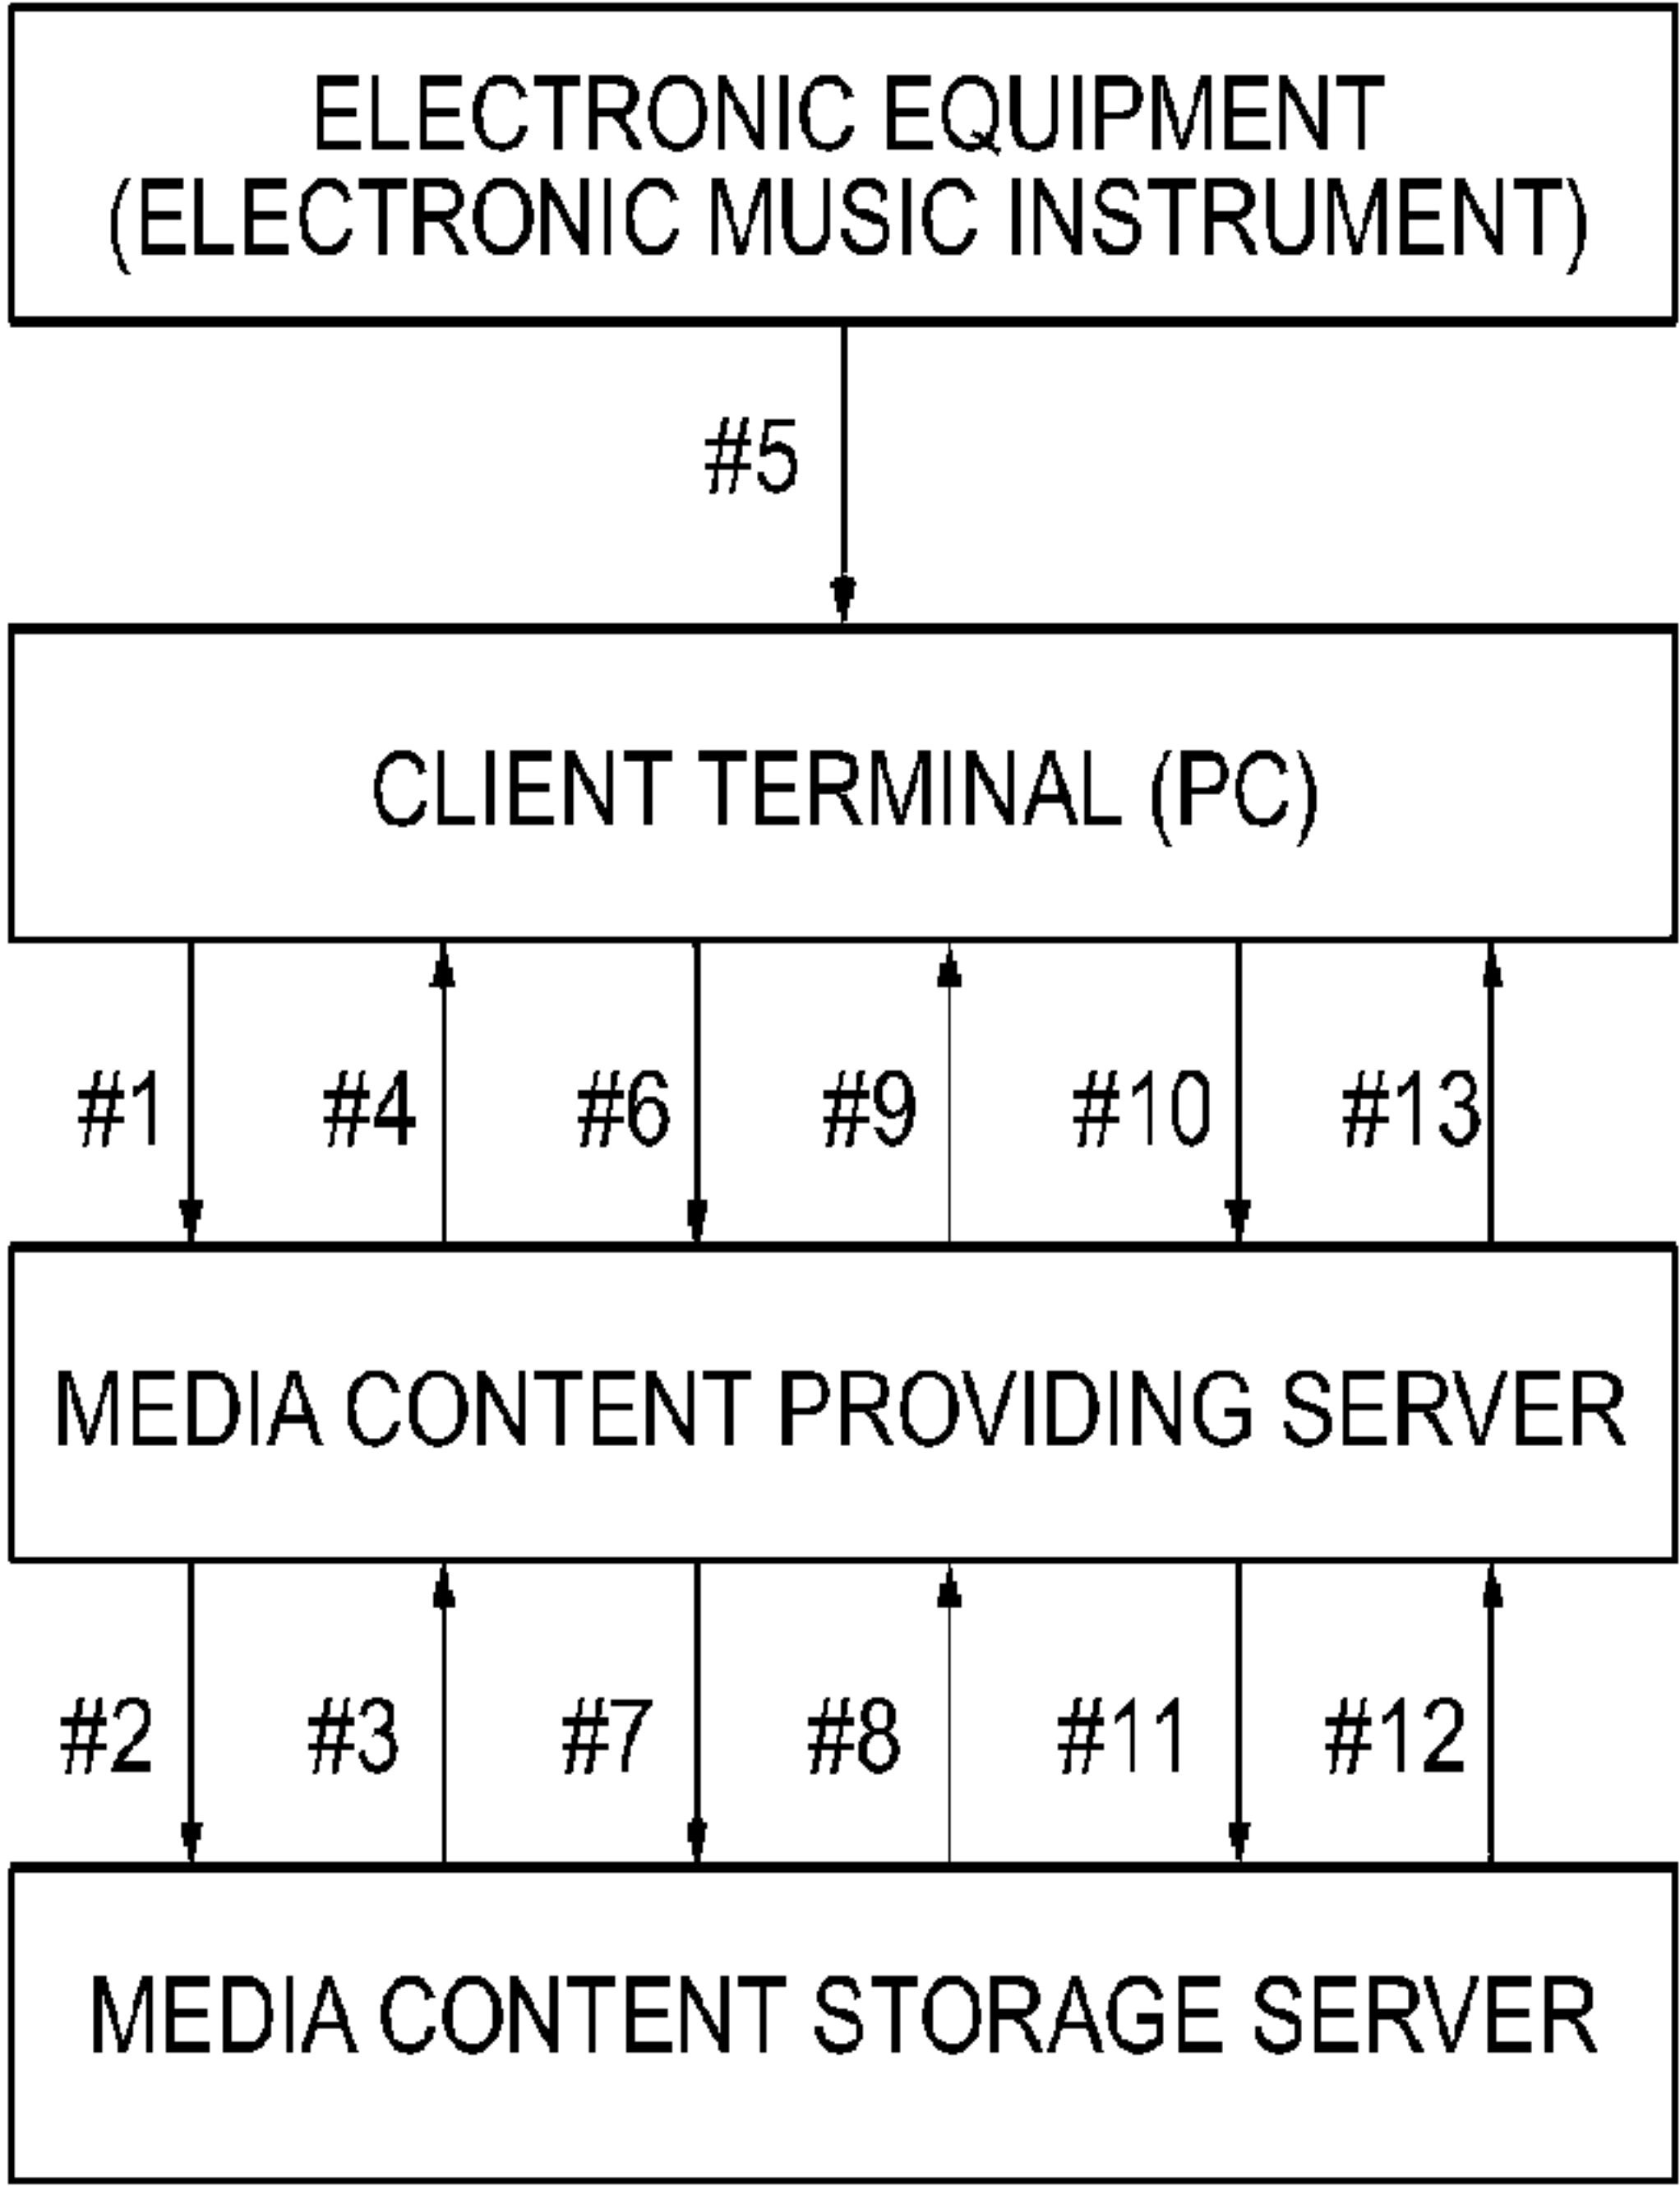 ELECTRONIC EQUIPMENT
(ELECTRONIC MUSIC INSTRUMENT)
#5
CLIENT TERMINAL (PC)
#1 #4 #6 #9 #10 #13
MEDIA CONTENT PROVIDING SERVER
#2 #3 #7 #8 #11 #12
MEDIA CONTENT STORAGE SERVER